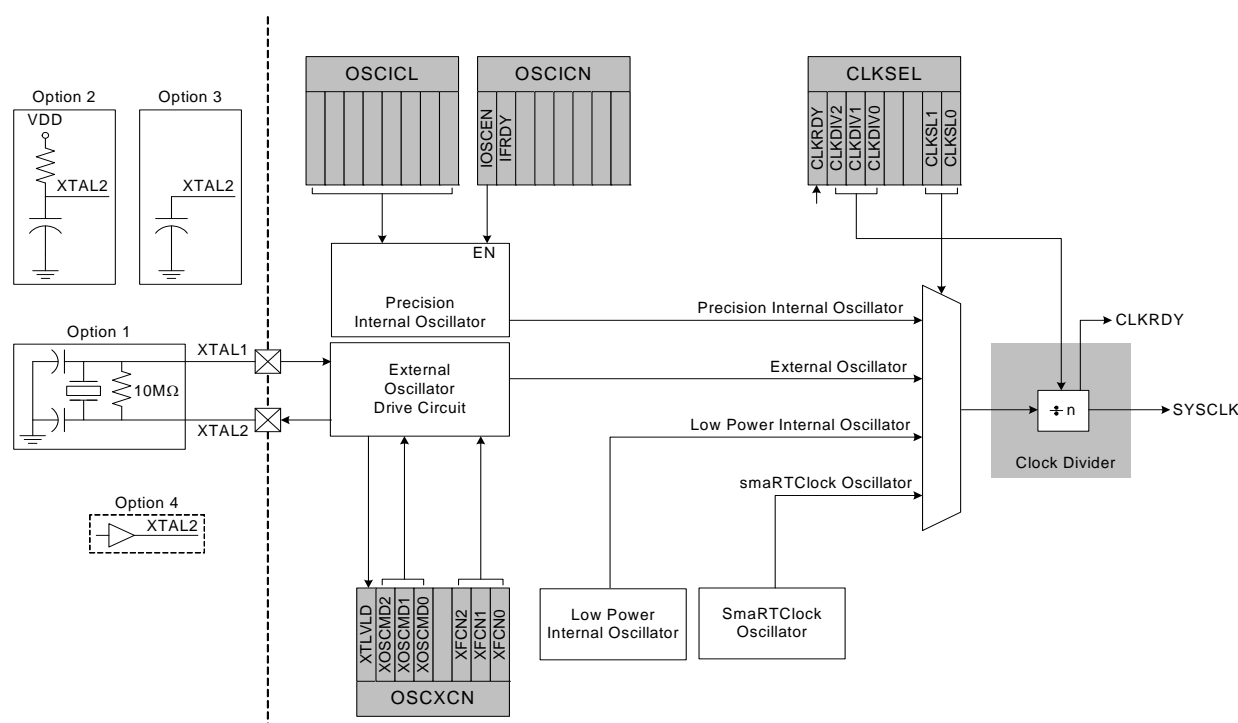 Option 2
VDD
XTAL2
Option 3
XTAL2
Option 1
10MΩ
XTAL1
XTAL2
Option 4
XTAL2
OSCICL
OSCICN
IOSCEN
IFRDY
CLKSEL
CLKRDY
CLKDIV2
CLKDIV1
CLKDIV0
CLKSL1
CLKSL0
EN
Precision
Internal Oscillator
External
Oscillator
Drive Circuit
Precision Internal Oscillator
External Oscillator
Low Power Internal Oscillator
smaRTClock Oscillator
CLKRDY
÷ n
SYSCLK
Clock Divider
XTLVLD
XOSCMD2
XOSCMD1
XOSCMD0
XFCN2
XFCN1
XFCN0
OSCXCN
Low Power
Internal Oscillator
SmaRTClock
Oscillator